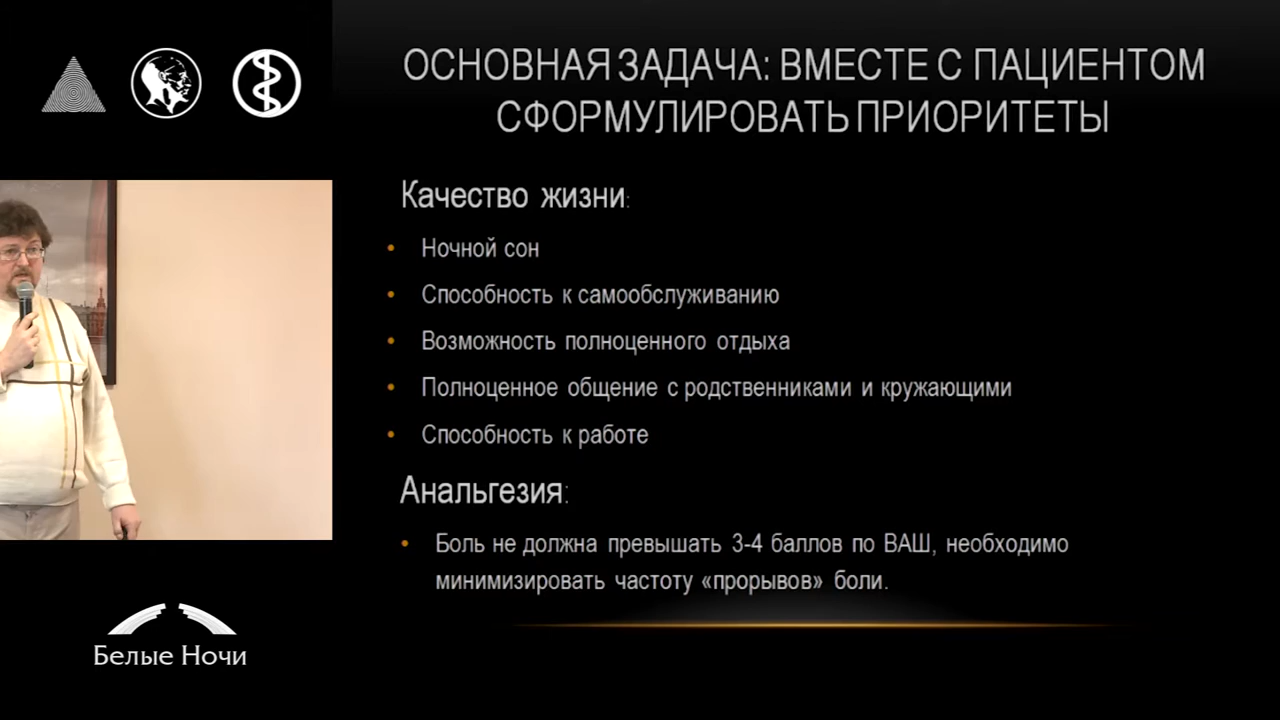 ОСНОВНАЯ ЗАДАЧА: ВМЕСТЕ С ПАЦИЕНТОМ
СФОРМУЛИРОВАТЬ ПРИОРИТЕТЫ
Качество жизни:
• Ночной сон
• Способность к самообслуживанию
• Возможность полноценного отдыха
• Полноценное общение с родственниками и кружающими
• Способность к работе
Анальгезия:
• Боль не должна превышать 3-4 баллов по ВАШ, необходимо
минимизировать частоту «прорывов» боли.
Белые Ночи